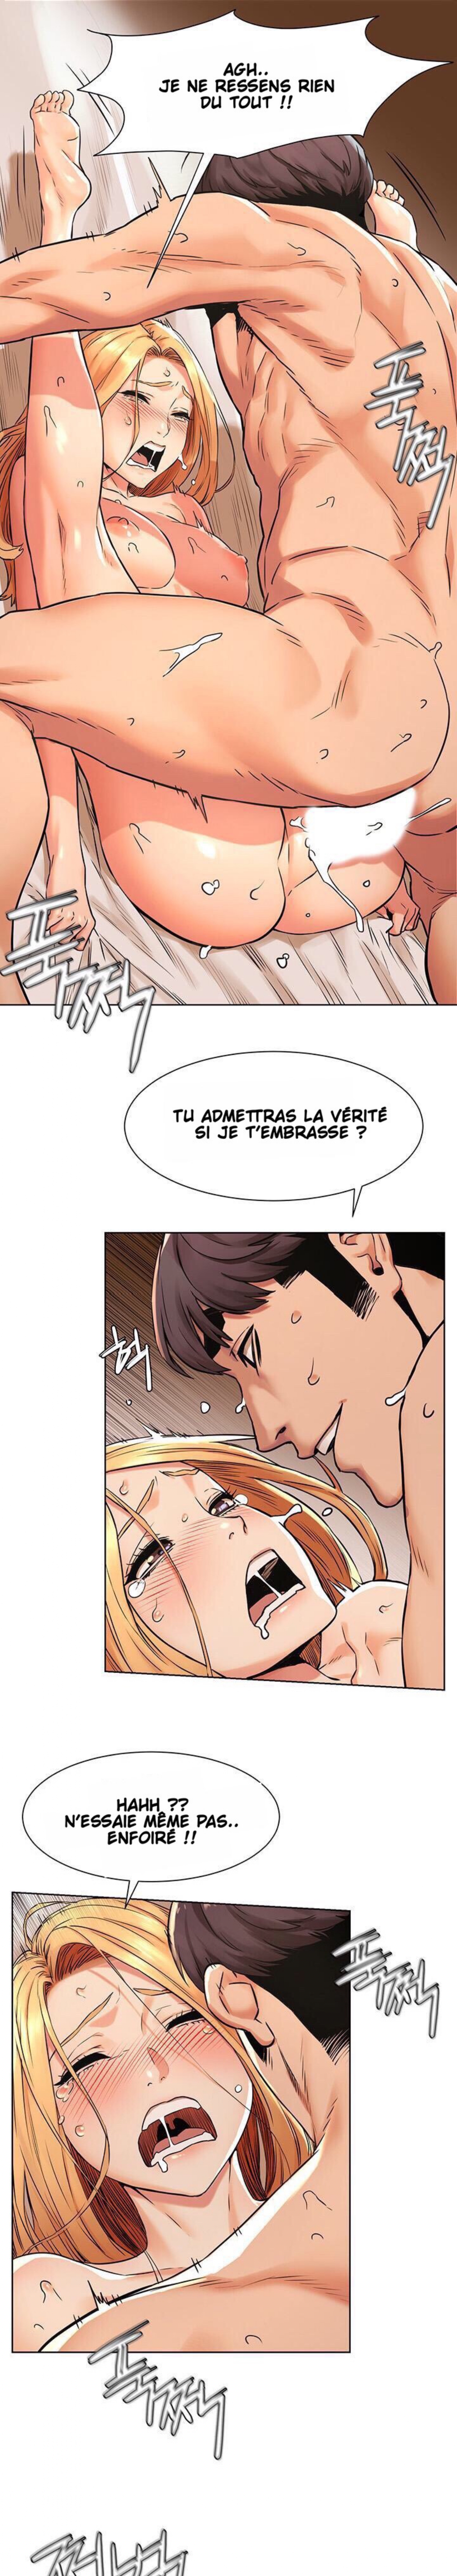 AGH..
JE NE RESSENS RIEN
DU TOUT !!
TU ADMETTRAS LA VÉRITÉ
SI JE T'EMBRASSE ?
HAHH ??
N'ESSAIE MÊME PAS..
ENFOIRÉ !!